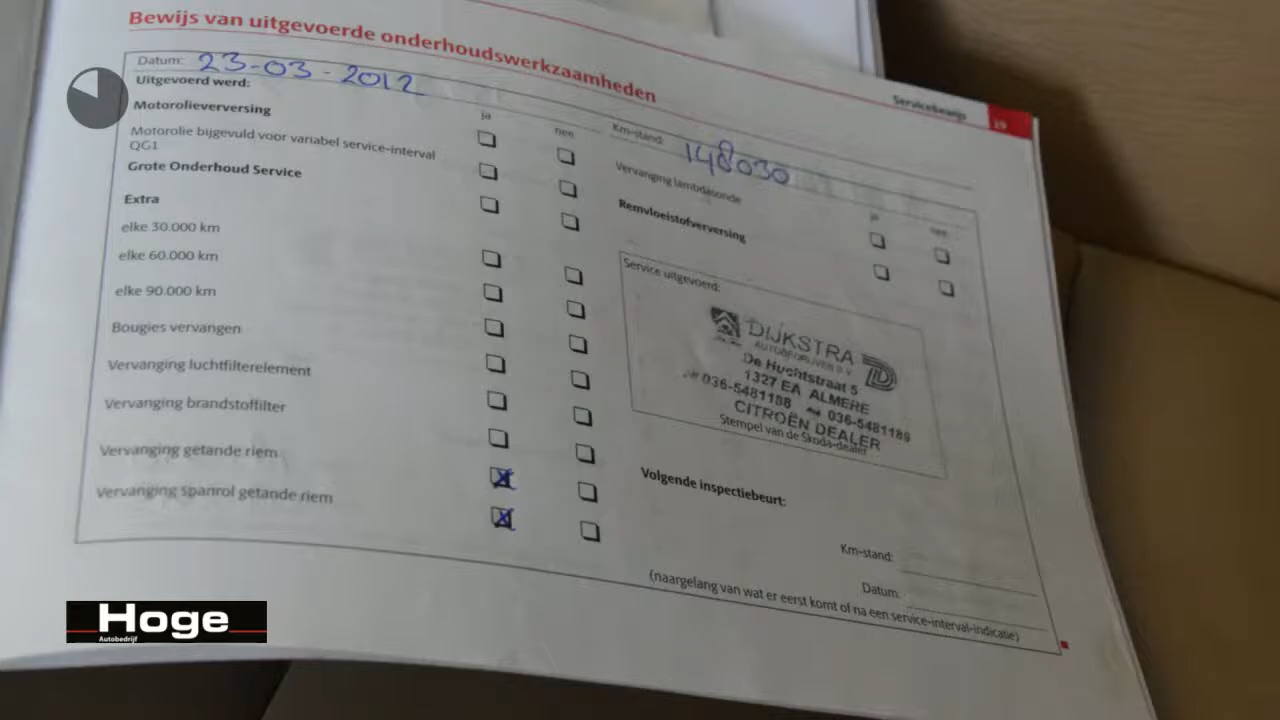 Bewijs van uitgevoerde onderhoudswerkzaamheden
Servicebewijs 19
Datum: 23-03-2012
Uitgevoerd werd:
ja nee
Motorolieverversing
Motorolie bijgevuld voor variabel service-interval
QG1
Grote Onderhoud Service
Extra
elke 30.000 km
elke 60.000 km
elke 90.000 km
Bougies vervangen
Vervanging luchtfilterelement
Vervanging brandstoffilter
Vervanging getande riem
Vervanging spanrol getande riem
Km-stand: 148030
ja nee
Vervanging lambdasonde
Remvloeistofverversing
Service uitgevoerd:
DIJKSTRA
AUTOBEDRIJVEN B.V.
De Huchtstraat 5
1327 EA ALMERE
036-5481188 036-5481189
CITROËN DEALER
Stempel van de Skoda-dealer
Volgende inspectiebeurt:
Km-stand:
Datum:
(naargelang van wat er eerst komt of na een service-interval-indicatie)
Hoge
Autobedrijf